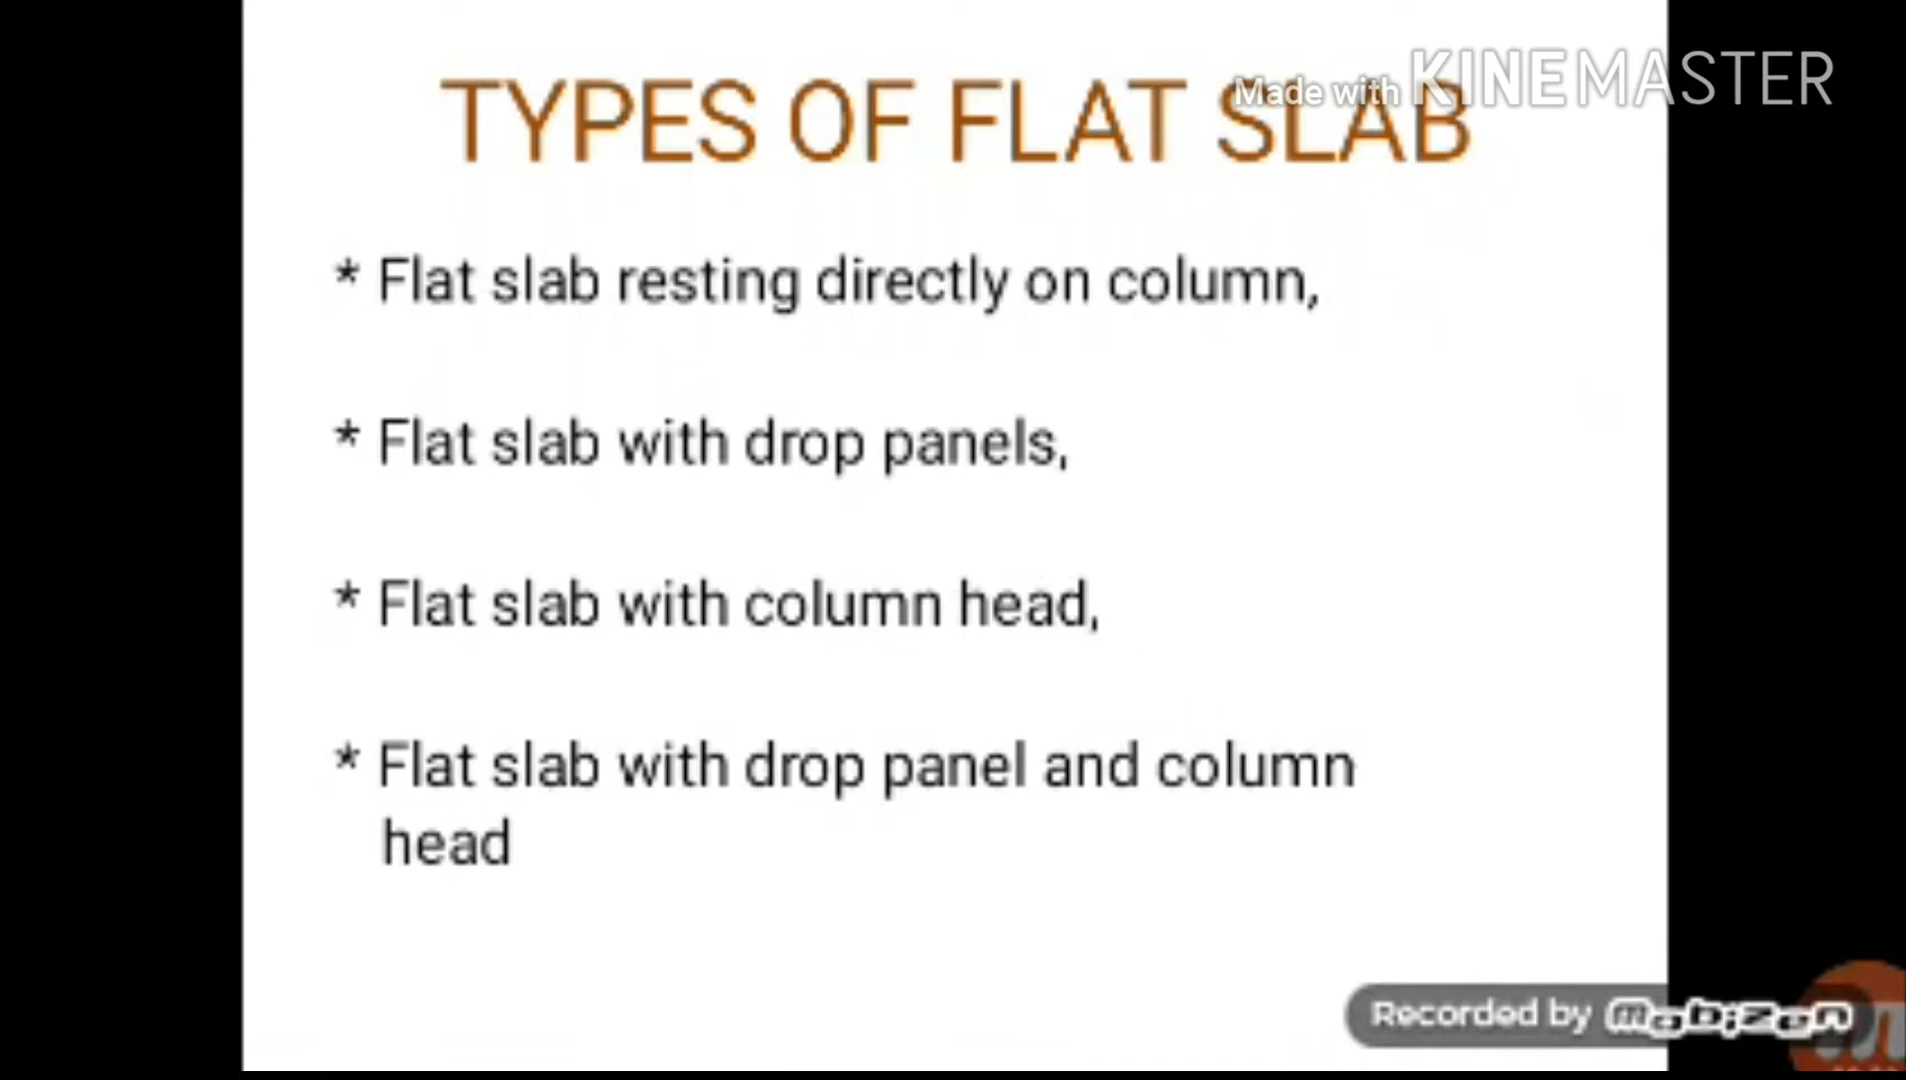 Made with KINEMASTER
TYPES OF FLAT SLAB
* Flat slab resting directly on column,
* Flat slab with drop panels,
* Flat slab with column head,
* Flat slab with drop panel and column
head
Recorded by mobizen